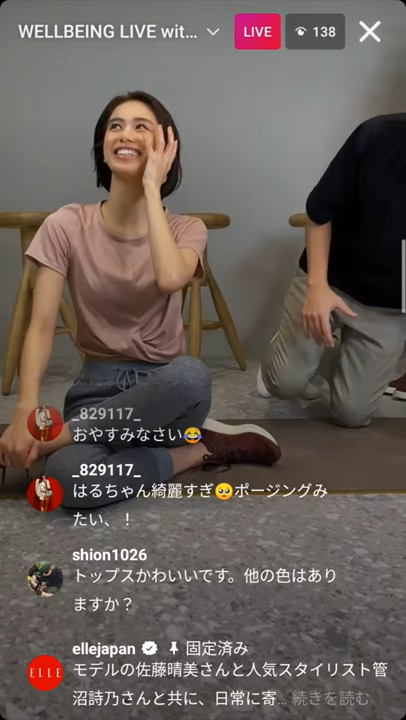 WELLBEING LIVE wit...
LIVE
138
_829117_
おやすみなさい😂
_829117_
はるちゃん綺麗すぎ🥺ポージングみ
たい、！
shion1026
トップスかわいいです。他の色はあり
ますか？
ellejapan 固定済み
ELLE
モデルの佐藤晴美さんと人気スタイリスト管
沼詩乃さんと共に、日常に寄... 続きを読む